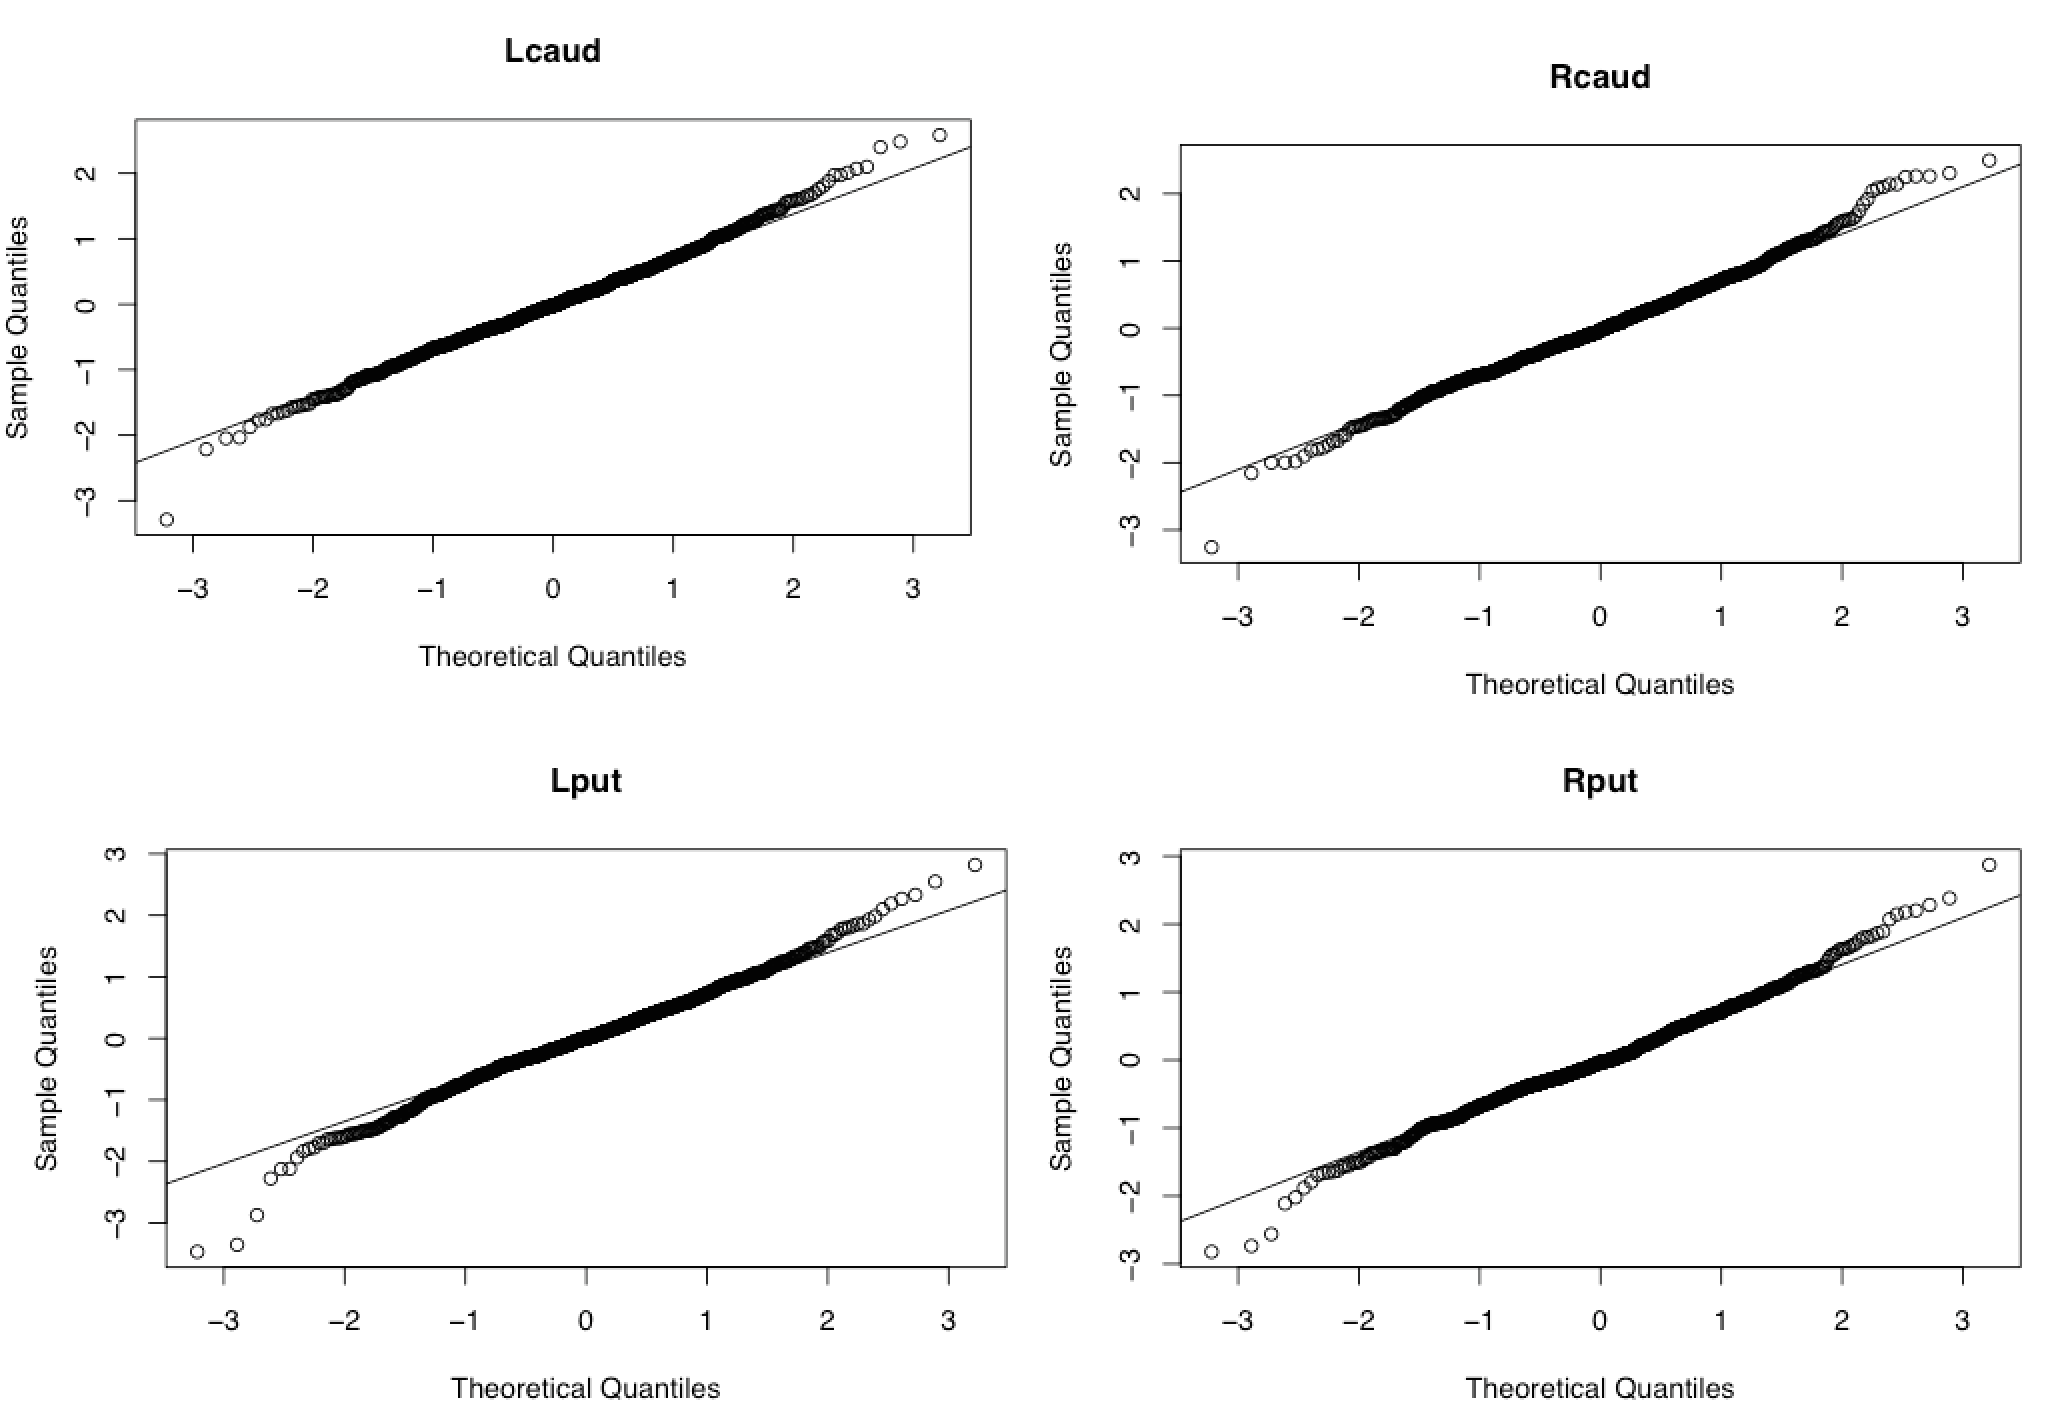 Lcaud
Sample Quantiles
2
1
0
−1
−2
−3
−3 −2 −1 0 1 2 3
Theoretical Quantiles
Rcaud
Sample Quantiles
2
1
0
−1
−2
−3
−3 −2 −1 0 1 2 3
Theoretical Quantiles
Lput
Sample Quantiles
3
2
1
0
−1
−2
−3
−3 −2 −1 0 1 2 3
Theoretical Quantiles
Rput
Sample Quantiles
3
2
1
0
−1
−2
−3
−3 −2 −1 0 1 2 3
Theoretical Quantiles